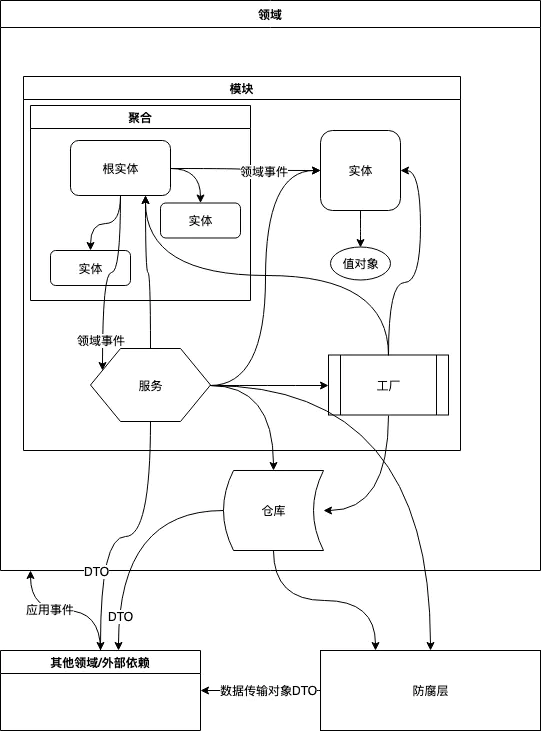 领域
模块
聚合
根实体
领域事件
实体
实体
实体
值对象
领域事件
服务
工厂
仓库
DTO
应用事件
DTO
其他领域/外部依赖
数据传输对象DTO
防腐层